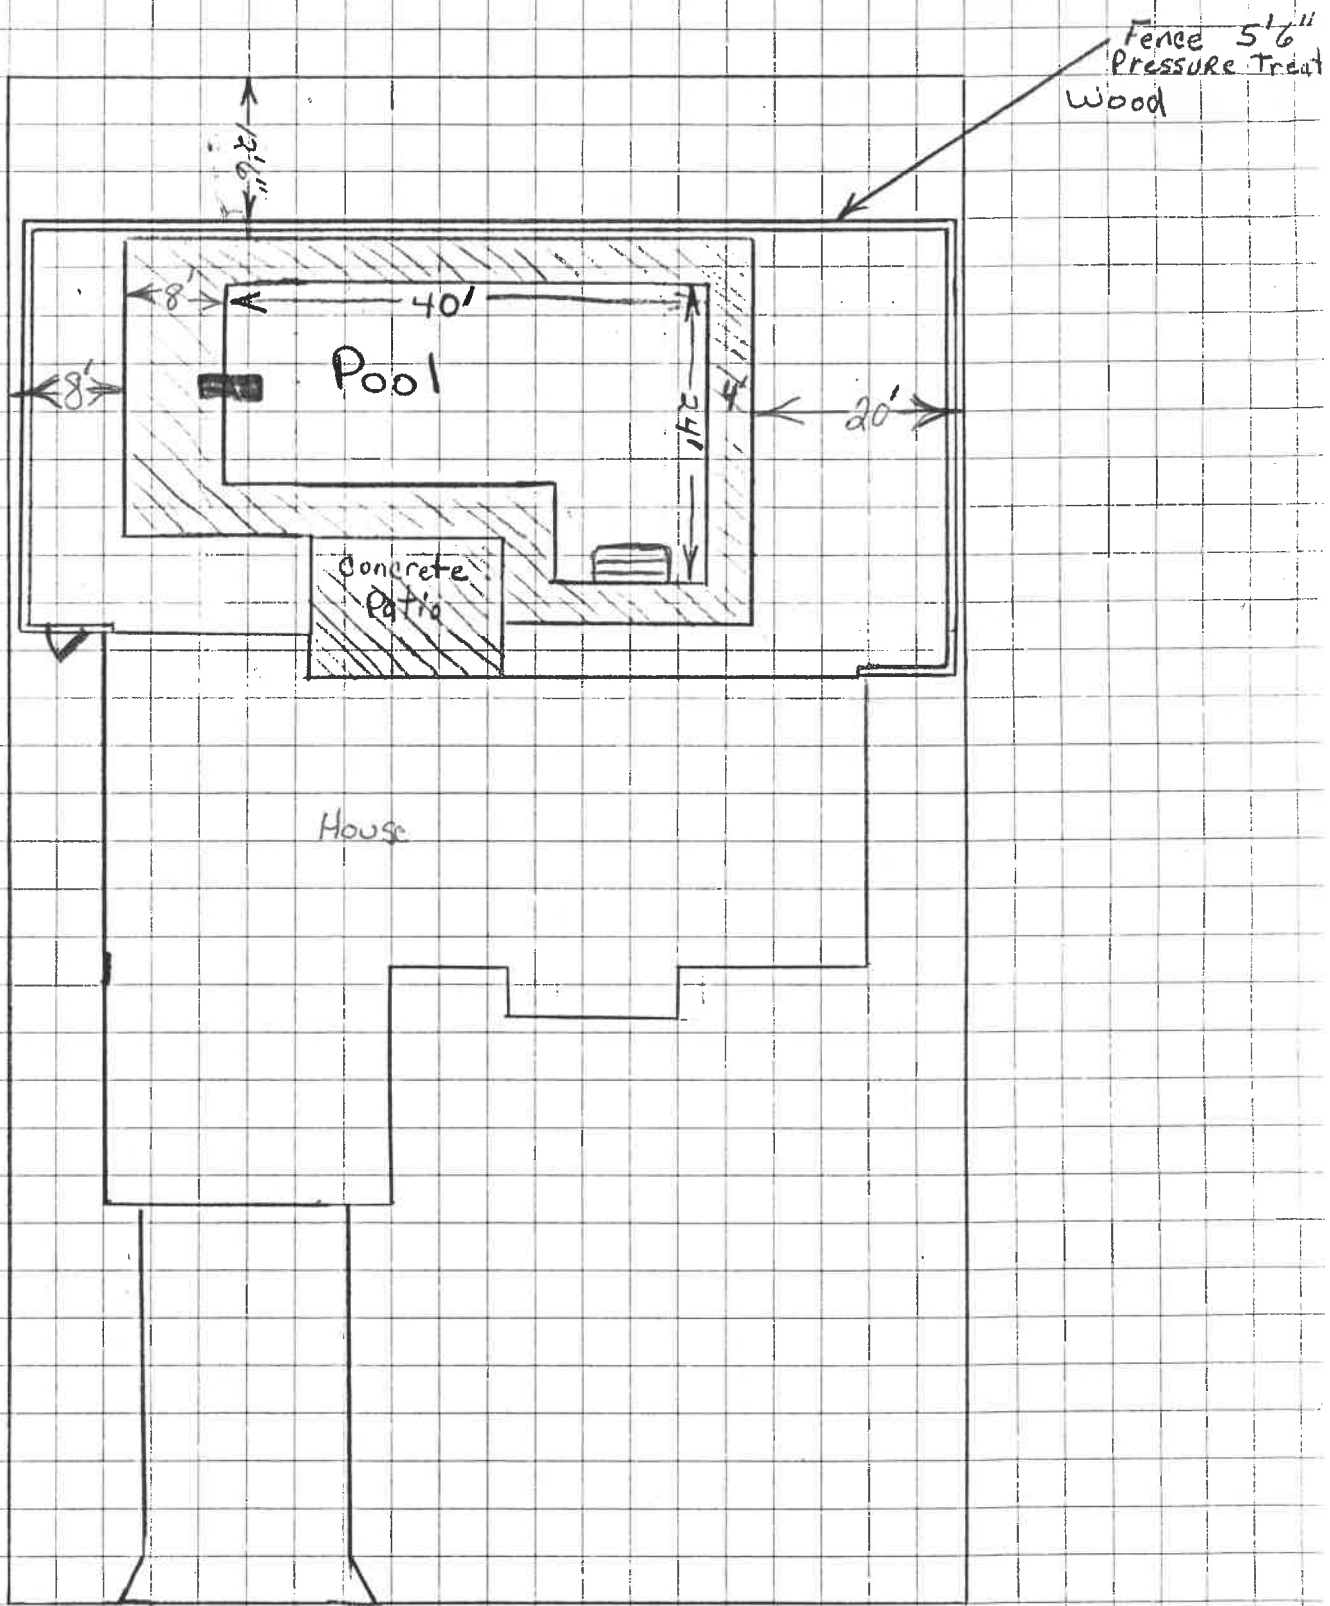 Fence 5'6"
Pressure Treat
Wood
12'6"
8'
40'
Pool
8'
24'
4'
20'
Concrete
Patio
House